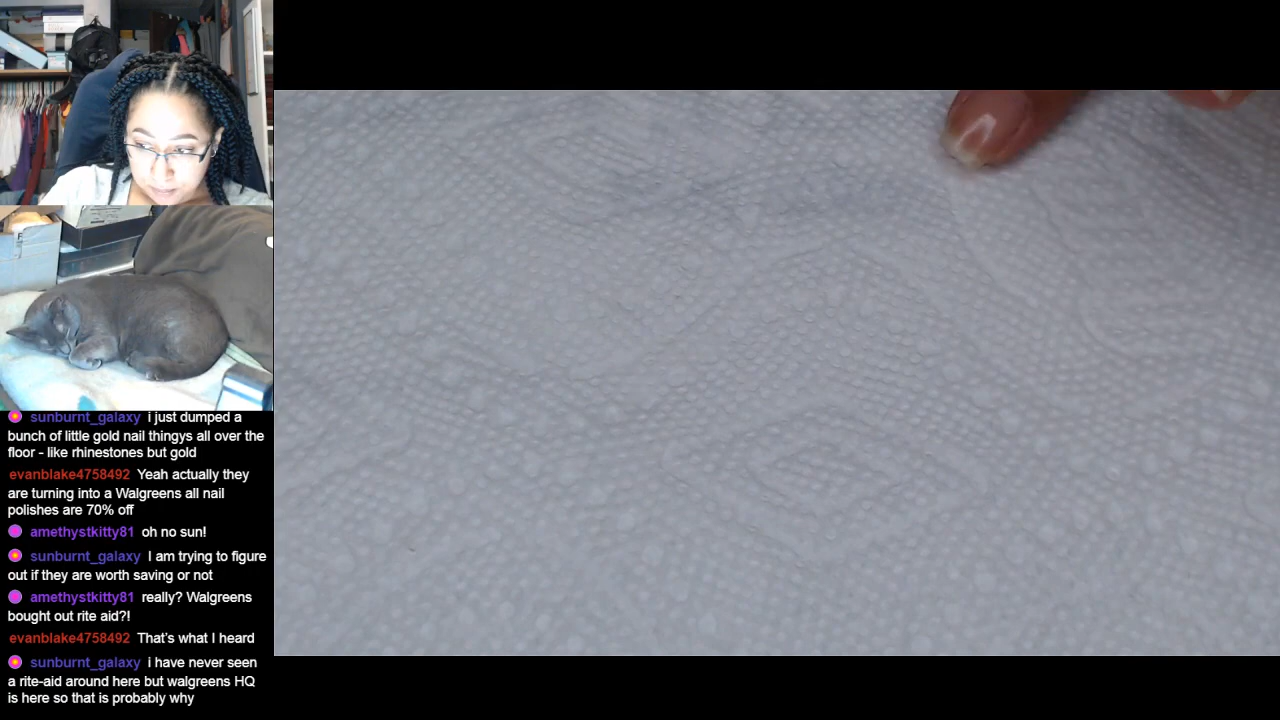 sunburnt_galaxy i just dumped a
bunch of little gold nail thingys all over the
floor - like rhinestones but gold
evanblake4758492 Yeah actually they
are turning into a Walgreens all nail
polishes are 70% off
amethystkitty81 oh no sun!
sunburnt_galaxy I am trying to figure
out if they are worth saving or not
amethystkitty81 really? Walgreens
bought out rite aid?!
evanblake4758492 That's what I heard
sunburnt_galaxy i have never seen
a rite-aid around here but walgreens HQ
is here so that is probably why